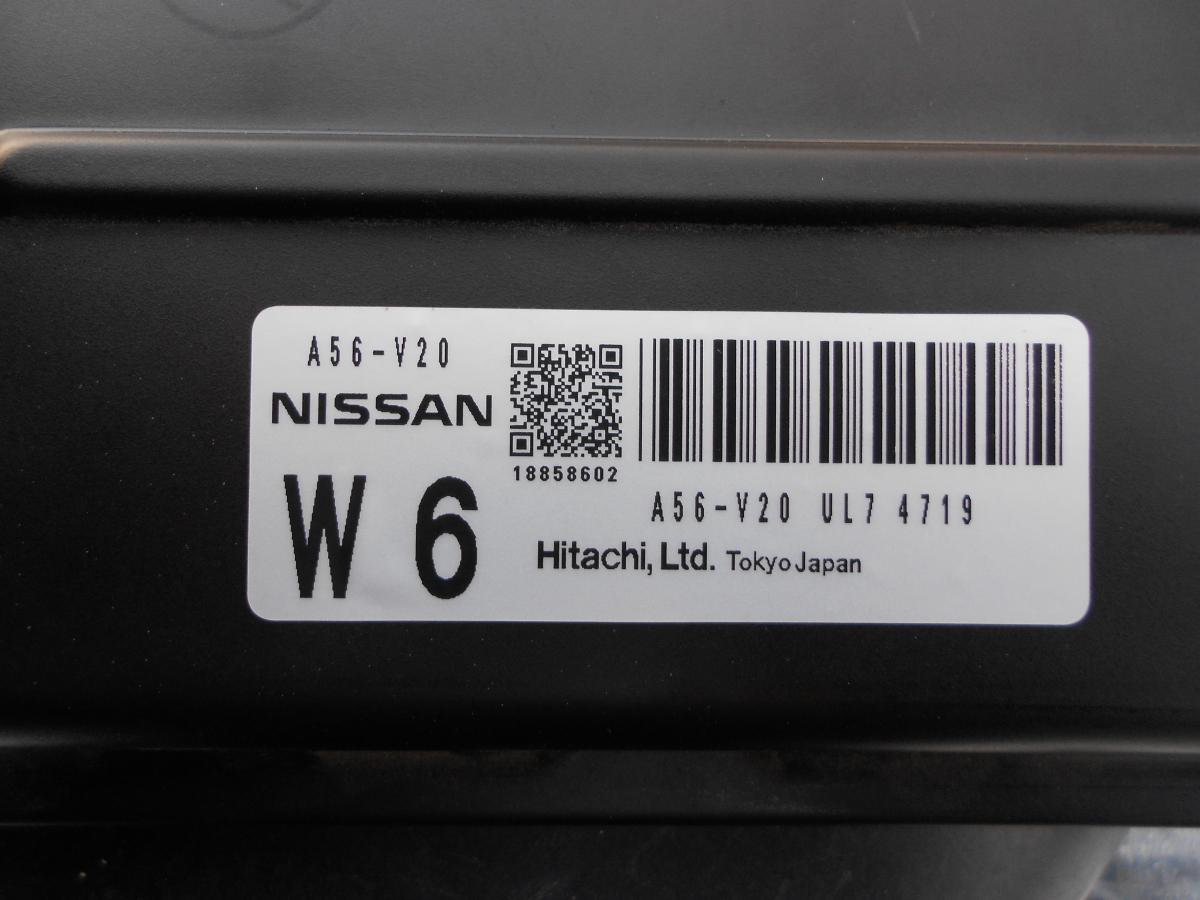 A56-V20
NISSAN
W 6
18858602
A56-V20 UL7 4719
Hitachi, Ltd. Tokyo Japan